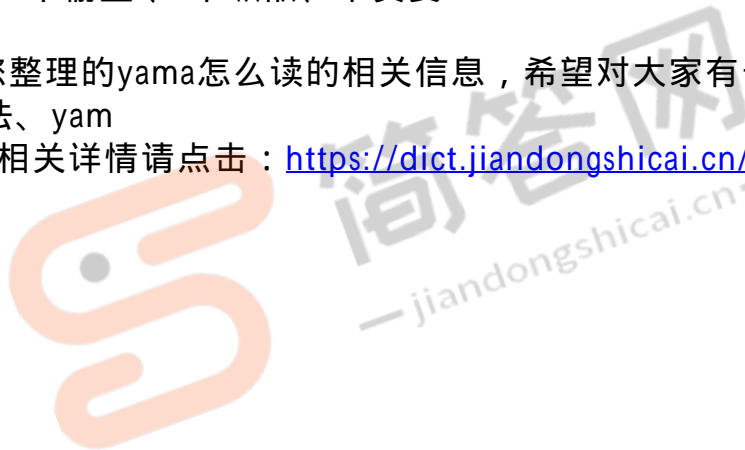 您整理的yama怎么读的相关信息，希望对大家有
法、yam
相关详情请点击：https://dict.jiandongshicai.cn/
简答网
— jiandongshicai.cn